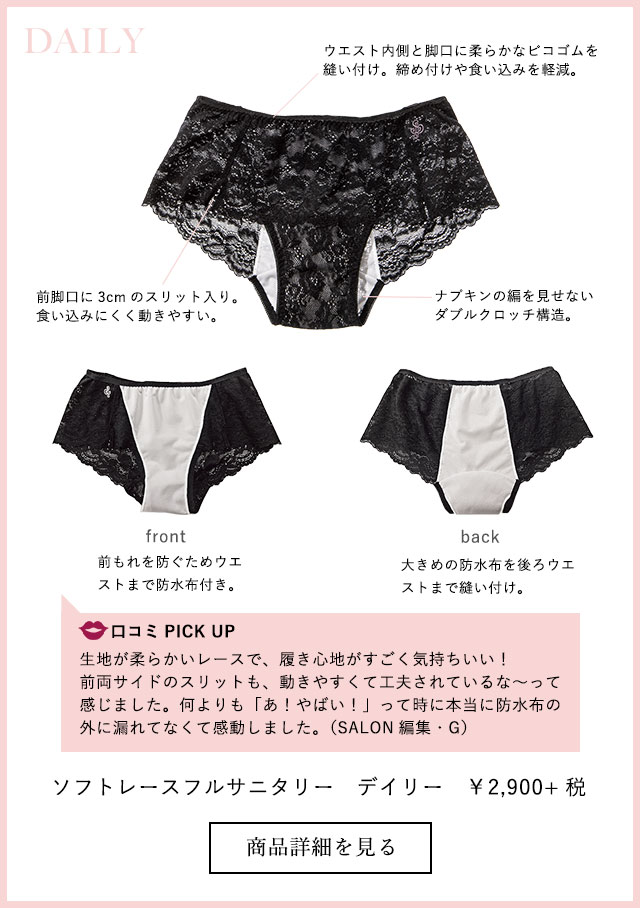 DAILY
ウエスト内側と脚口に柔らかなピコゴムを
縫い付け。締め付けや食い込みを軽減。
前脚口に3cmのスリット入り。
食い込みにくく動きやすい。
ナプキンの編を見せない
ダブルクロッチ構造。
front
前もれを防ぐためウエ
ストまで防水布付き。
back
大きめの防水布を後ろウエ
ストまで縫い付け。
口コミ PICK UP
生地が柔らかいレースで、履き心地がすごく気持ちいい！
前両サイドのスリットも、動きやすくて工夫されているな〜って
感じました。何よりも「あ！やばい！」って時に本当に防水布の
外に漏れてなくて感動しました。（SALON 編集・G）
ソフトレースフルサニタリー　デイリー　￥2,900+ 税
商品詳細を見る